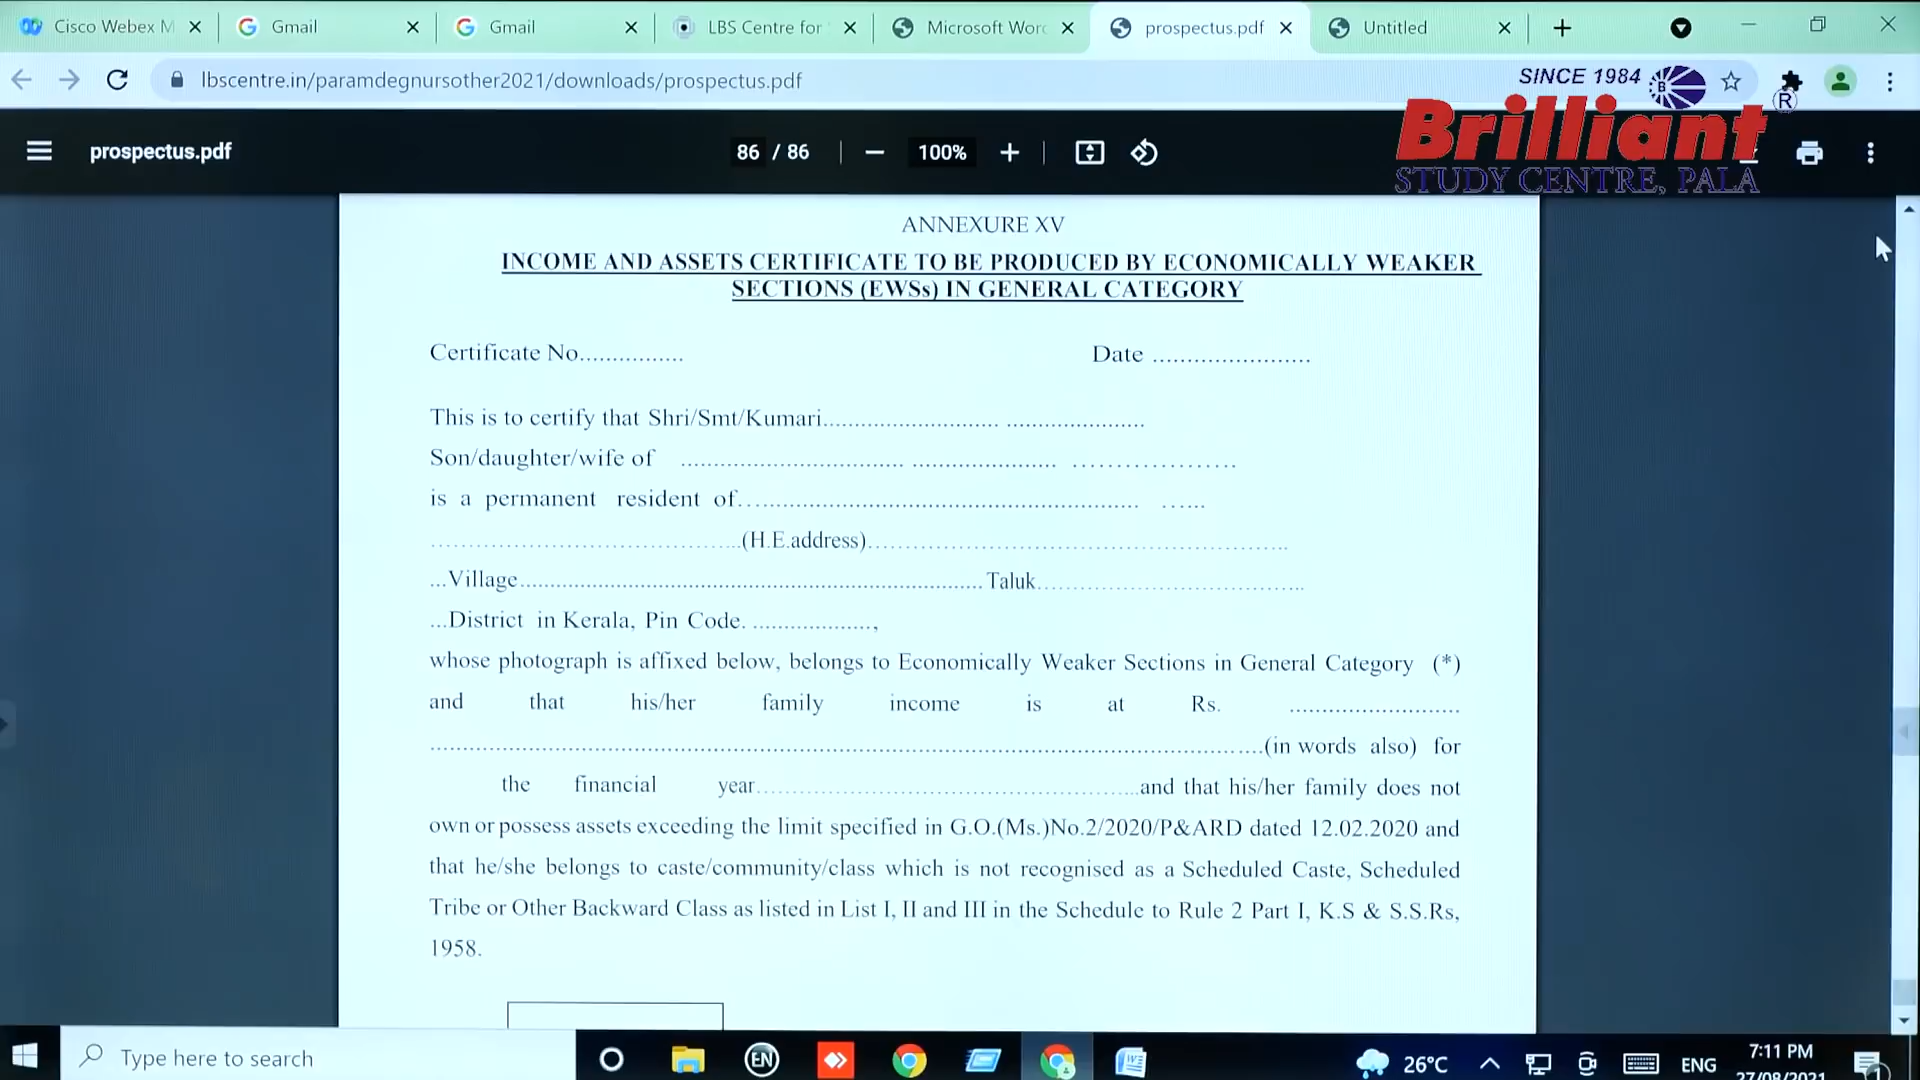 Cisco Webex M
Gmail
Gmail
LBS Centre for
Microsoft Word
prospectus.pdf
Untitled
lbscentre.in/paramdegnursother2021/downloads/prospectus.pdf
SINCE 1984
B
R
Brilliant
STUDY CENTRE, PALA
prospectus.pdf
86 / 86
100%
ANNEXURE XV
INCOME AND ASSETS CERTIFICATE TO BE PRODUCED BY ECONOMICALLY WEAKER
SECTIONS (EWSs) IN GENERAL CATEGORY
Certificate No................ Date .......................
This is to certify that Shri/Smt/Kumari............................ ......................
Son/daughter/wife of .................................... ....................... ...................
is a permanent resident of............................................................... ......
.....................................(H.E.address)..................................................
...Village..........................................................................Taluk...................................
...District in Kerala, Pin Code. ...................,
whose photograph is affixed below, belongs to Economically Weaker Sections in General Category (*)
and that his/her family income is at Rs. ...........................
.....................................................................................................................................(in words also) for
the financial year..............................................and that his/her family does not
own or possess assets exceeding the limit specified in G.O.(Ms.)No.2/2020/P&ARD dated 12.02.2020 and
that he/she belongs to caste/community/class which is not recognised as a Scheduled Caste, Scheduled
Tribe or Other Backward Class as listed in List I, II and III in the Schedule to Rule 2 Part I, K.S & S.S.Rs,
1958.
Type here to search
EN
26°C
ENG
7:11 PM
27/08/2021
1